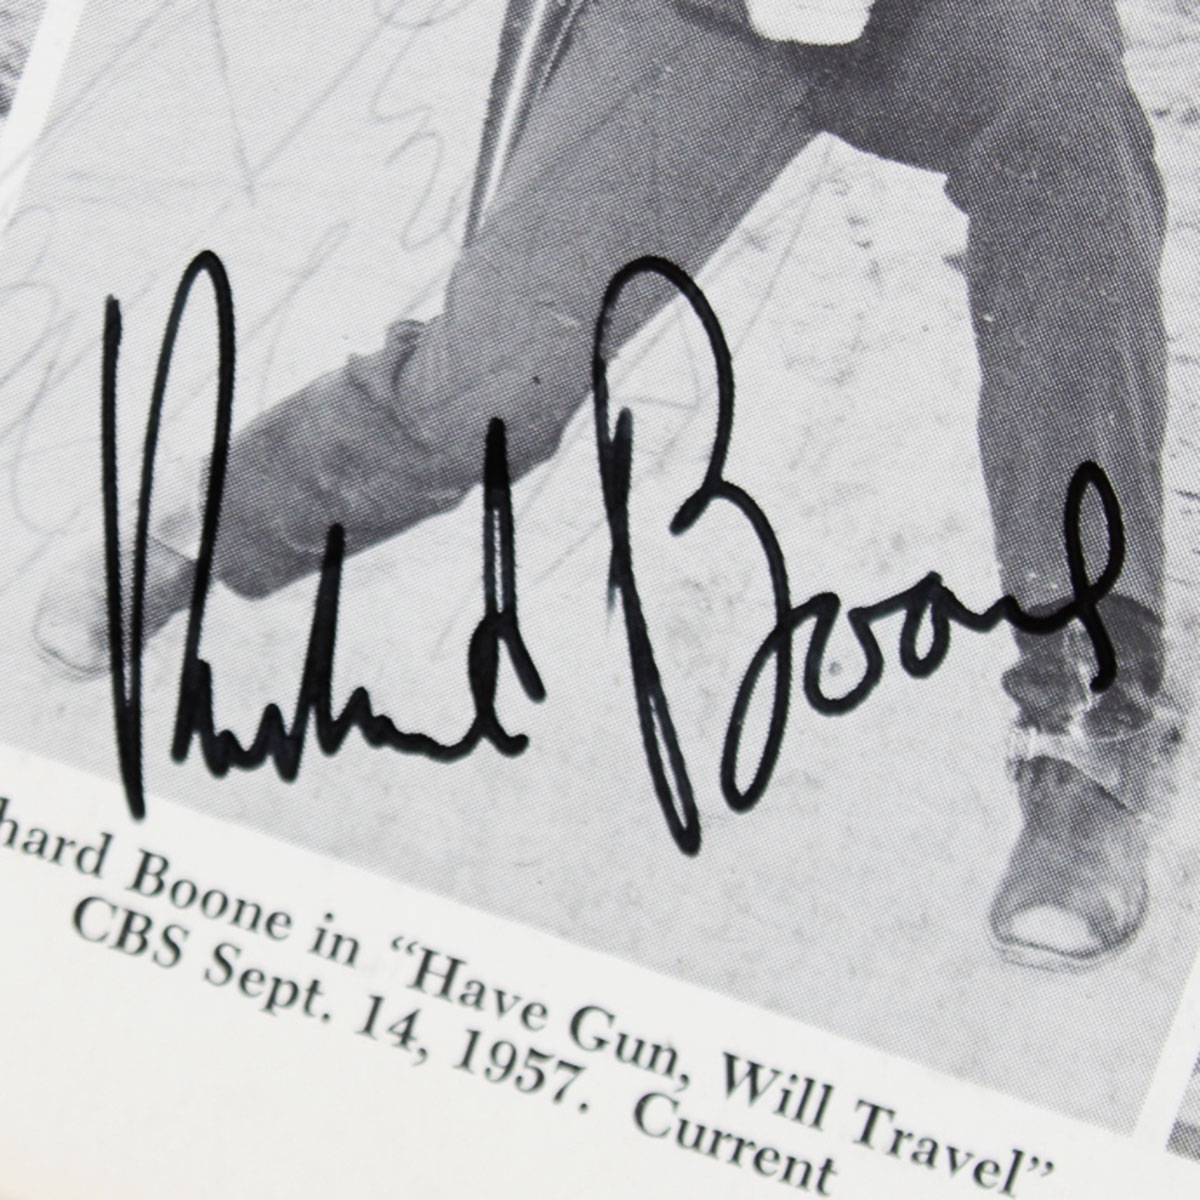 Richard Boone
hard Boone in “Have Gun, Will Travel”
CBS Sept. 14, 1957. Current